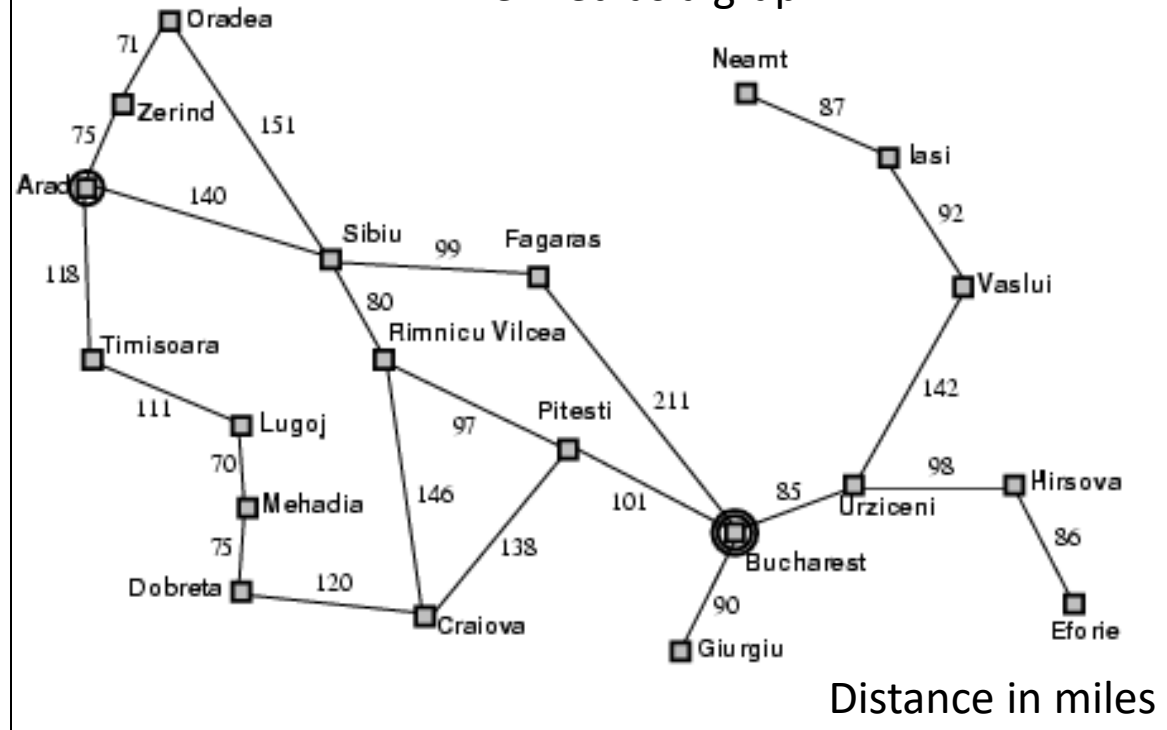 Oradea
71
Neamt
Zerind
87
151
75
Iasi
Arad
140
92
Sibiu
Fagaras
99
118
Vaslui
80
Timisoara
Rimnicu Vilcea
142
111
211
Pitesti
Lugoj
97
70
98
Hirsova
146
101
85
Mehadia
Urziceni
75
138
86
Bucharest
Dobreta
120
90
Craiova
Eforie
Giurgiu
Distance in miles